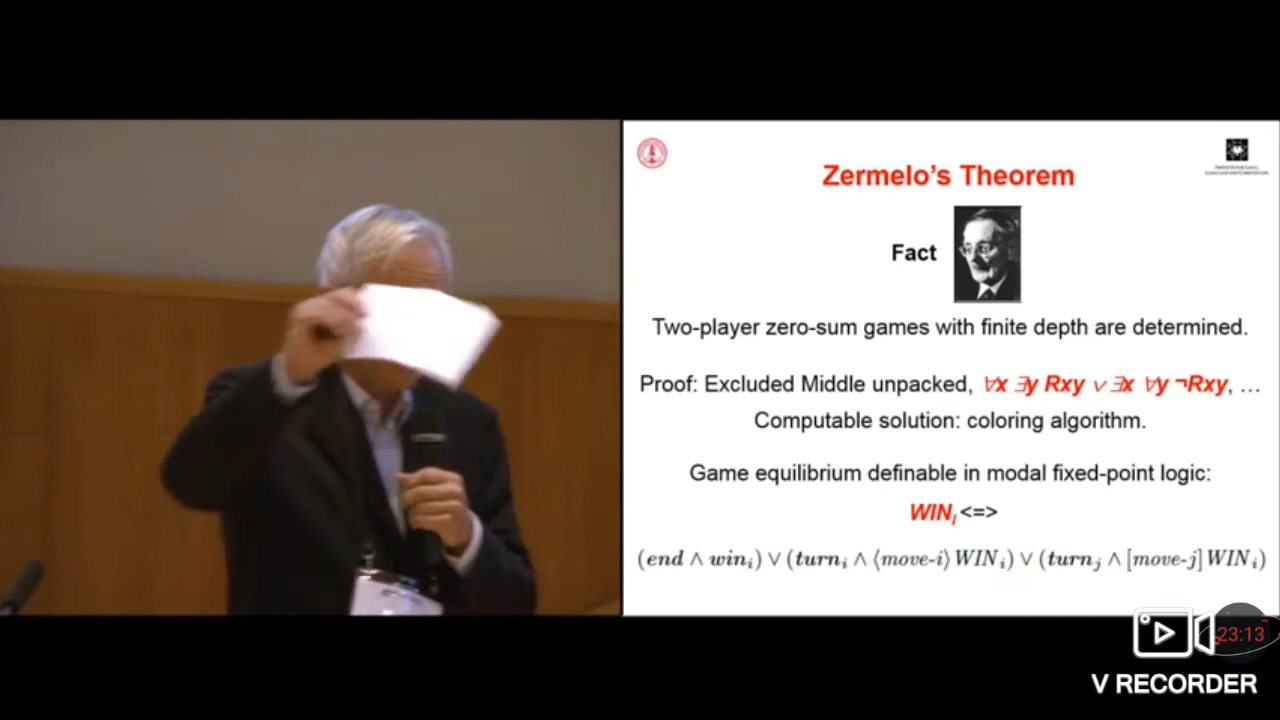 Zermelo's Theorem
Fact
Two-player zero-sum games with finite depth are determined.
Proof: Excluded Middle unpacked, ∀x ∃y Rxy ∨ ∃x ∀y ¬Rxy, …
Computable solution: coloring algorithm.
Game equilibrium definable in modal fixed-point logic:
WINᵢ <=>
(end ∧ winᵢ) ∨ (turnᵢ ∧ ⟨move-i⟩ WINᵢ) ∨ (turnⱼ ∧ [move-j] WINᵢ)
23:13
V RECORDER